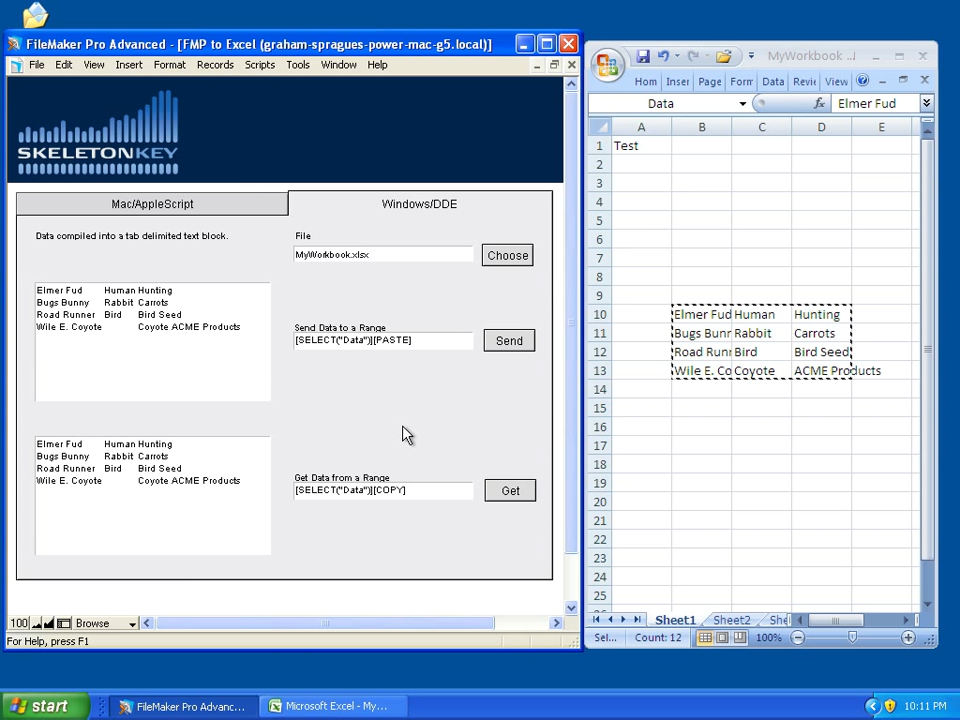 FileMaker Pro Advanced - [FMP to Excel (graham-spragues-power-mac-g5.local)]
File Edit View Insert Format Records Scripts Tools Window Help
SKELETONKEY
Mac/AppleScript
Windows/DDE
Data compiled into a tab delimited text block.
File
MyWorkbook.xlsx
Choose
Elmer Fud Human Hunting
Bugs Bunny Rabbit Carrots
Road Runner Bird Bird Seed
Wile E. Coyote Coyote ACME Products
Send Data to a Range
[SELECT("Data")][PASTE]
Send
Elmer Fud Human Hunting
Bugs Bunny Rabbit Carrots
Road Runner Bird Bird Seed
Wile E. Coyote Coyote ACME Products
Get Data from a Range
[SELECT("Data")][COPY]
Get
100 Browse
For Help, press F1
MyWorkbook ...
Hom Inser Page Form Data Revie View
Data fx Elmer Fud
A B C D E
1 Test
2
3
4
5
6
7
8
9
10 Elmer Fud Human Hunting
11 Bugs Bunn Rabbit Carrots
12 Road Runn Bird Bird Seed
13 Wile E. Co Coyote ACME Products
14
15
16
17
18
19
20
21
22
23
24
25
Sheet1 Sheet2 She
Sel... Count: 12 100%
start FileMaker Pro Advanc... Microsoft Excel - My... 10:11 PM